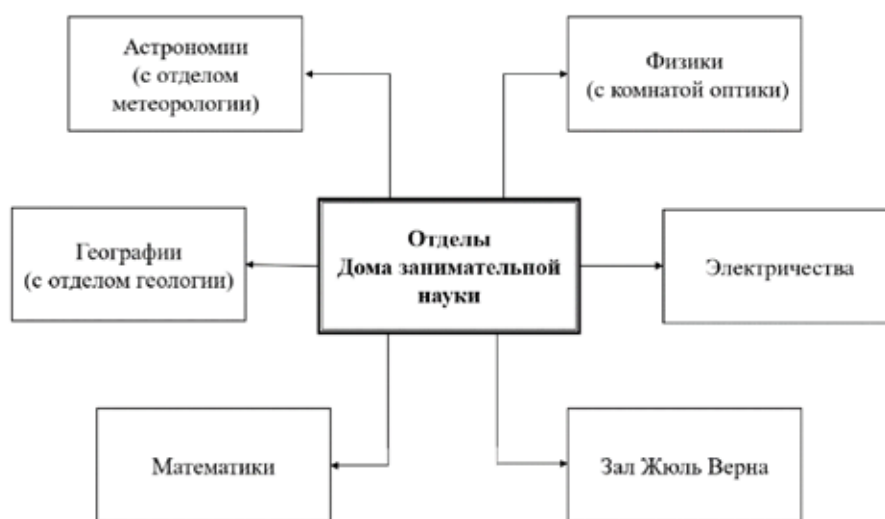 Астрономии
(с отделом
метеорологии)
Физики
(с комнатой оптики)
Географии
(с отделом геологии)
Отделы
Дома занимательной
науки
Электричества
Математики
Зал Жюль Верна